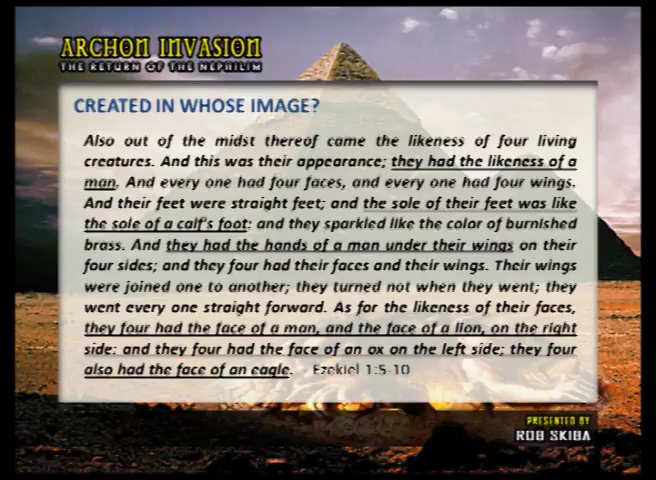 ARCHON INVASION
THE RETURN OF THE NEPHILIM
CREATED IN WHOSE IMAGE?
Also out of the midst thereof came the likeness of four living
creatures. And this was their appearance; they had the likeness of a
man. And every one had four faces, and every one had four wings.
And their feet were straight feet; and the sole of their feet was like
the sole of a calf's foot: and they sparkled like the color of burnished
brass. And they had the hands of a man under their wings on their
four sides; and they four had their faces and their wings. Their wings
were joined one to another; they turned not when they went; they
went every one straight forward. As for the likeness of their faces,
they four had the face of a man, and the face of a lion, on the right
side: and they four had the face of an ox on the left side; they four
also had the face of an eagle. - Ezekiel 1:5-10
PRESENTED BY
ROB SKIBA